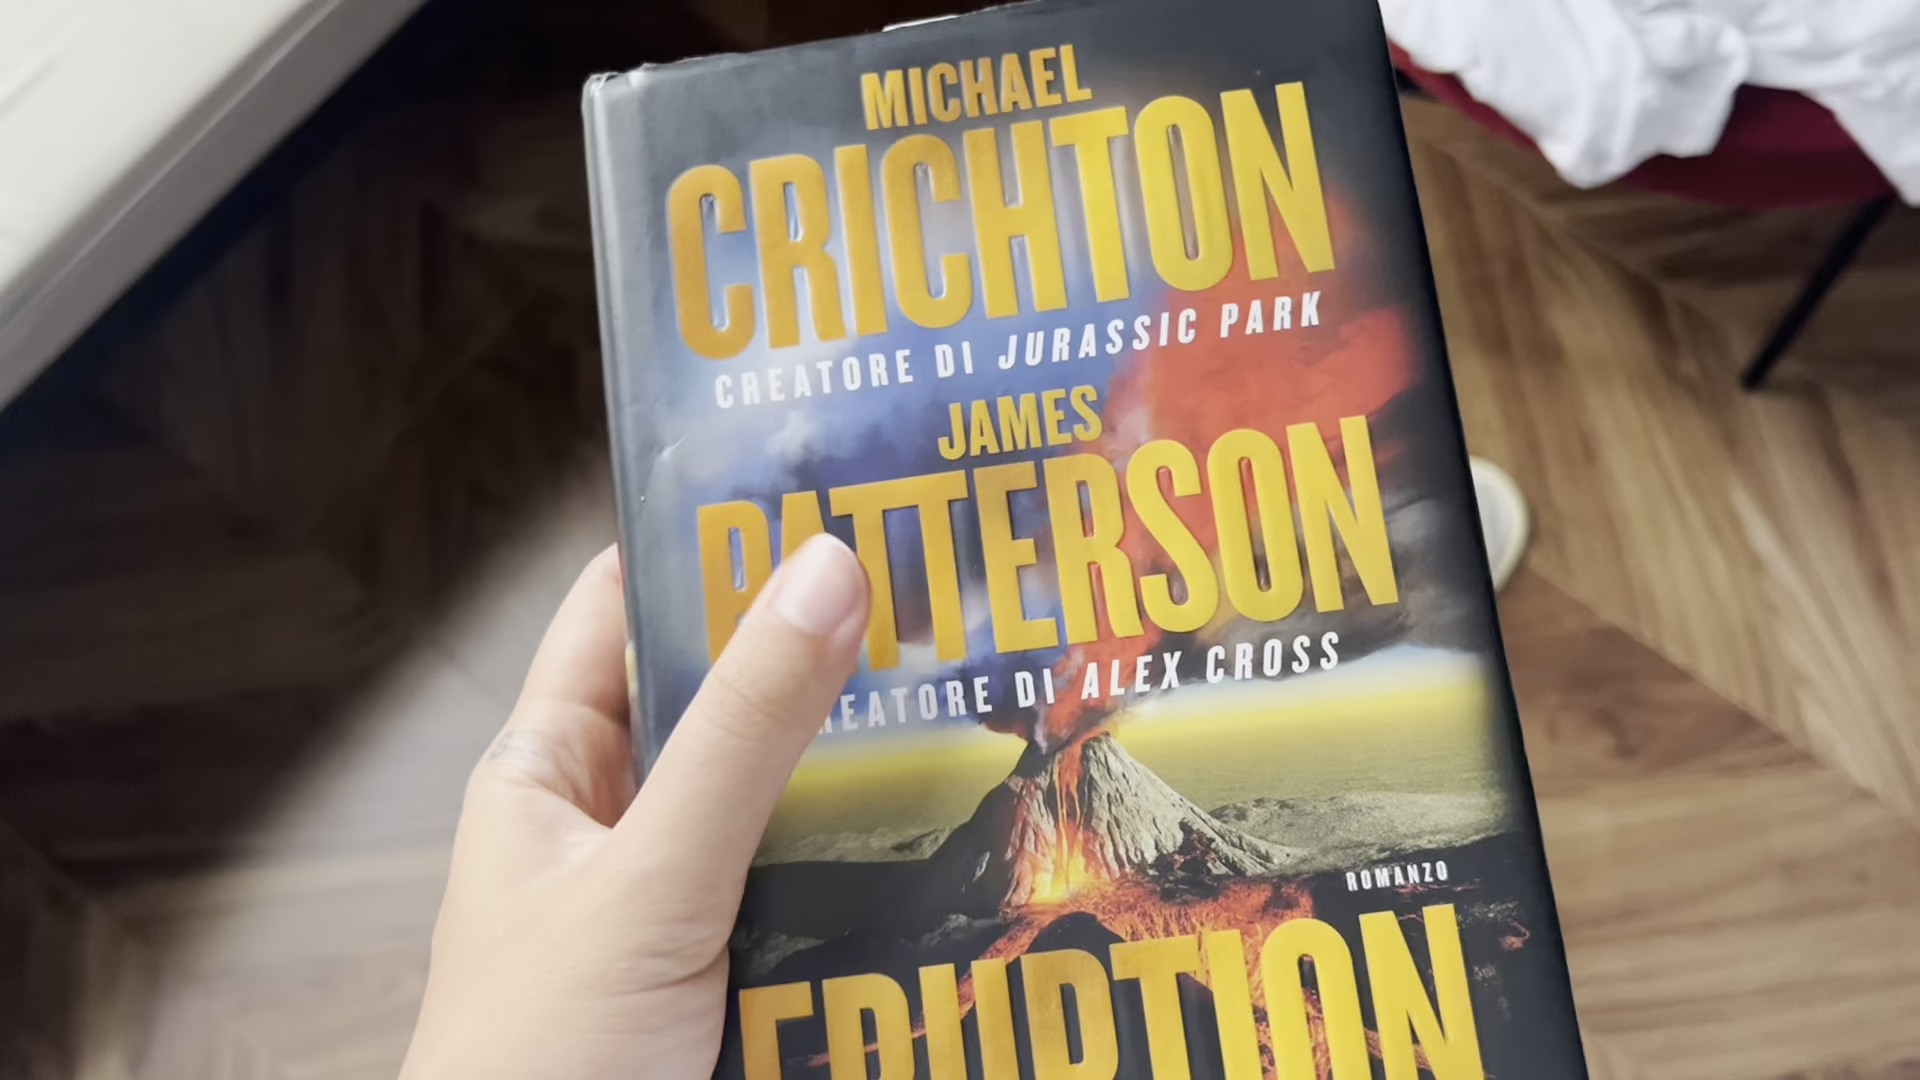 MICHAEL
CRICHTON
CREATORE DI JURASSIC PARK
JAMES
PATTERSON
CREATORE DI ALEX CROSS
ROMANZO
ERUPTION